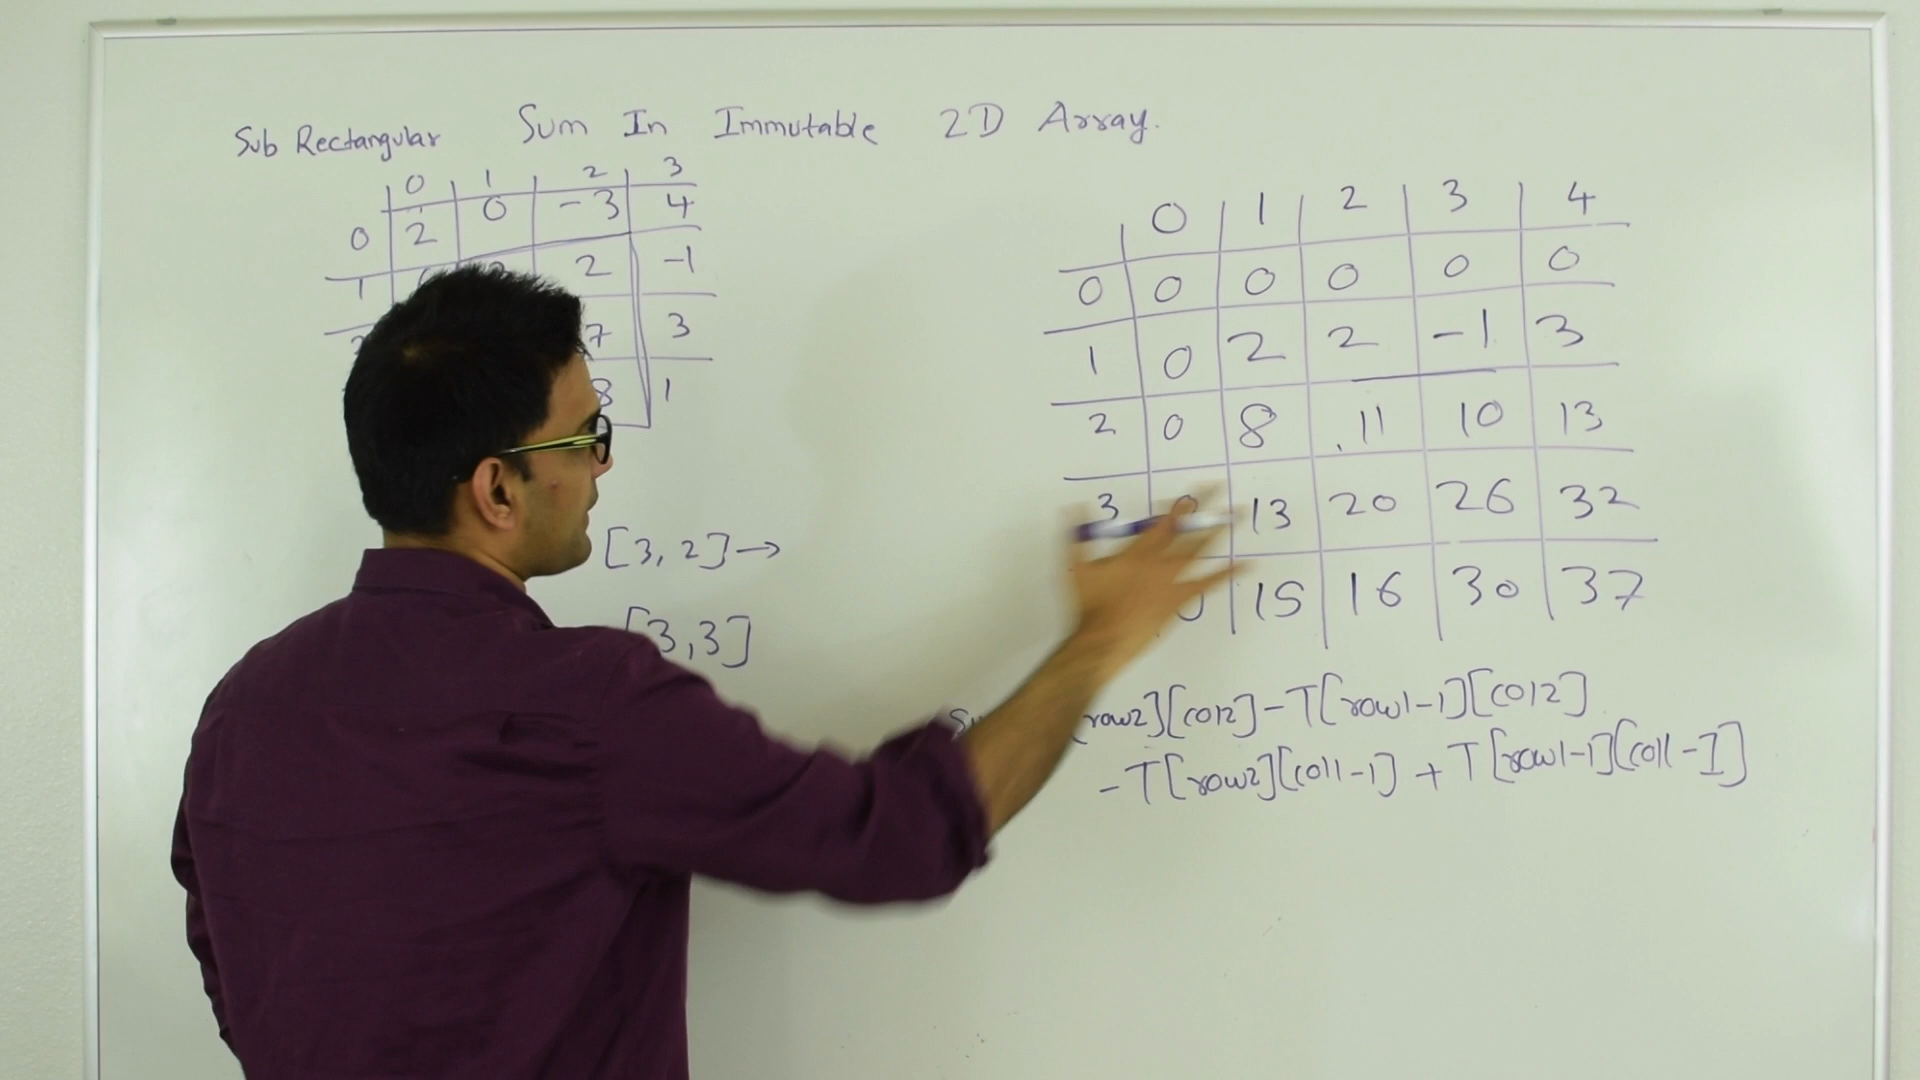 Sub Rectangular Sum In Immutable 2D Array.
0 1 2 3
0 2 0 -3 4
1 2 -1
7 3
8 1
[3, 2] →
[3,3]
0 1 2 3 4
0 0 0 0 0 0
1 0 2 2 -1 3
2 0 8 11 10 13
3 0 13 20 26 32
15 16 30 37
row2][col2] - T[row1-1][col2]
- T[row2][col1-1] + T[row1-1][col1-1]